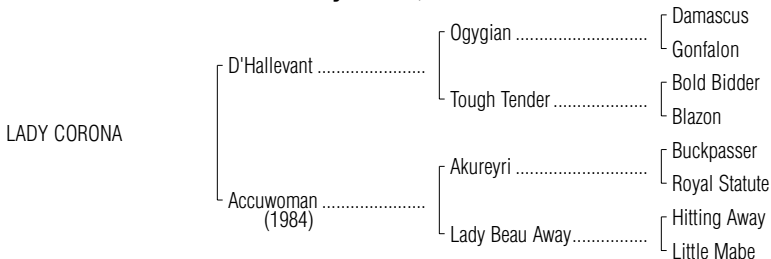 Damascus
Ogygian ............................
Gonfalon
D'Hallevant .......................
Bold Bidder
Tough Tender ....................
Blazon
LADY CORONA
Buckpasser
Akureyri ............................
Royal Statute
Accuwoman ......................
(1984)
Hitting Away
Lady Beau Away................
Little Mabe